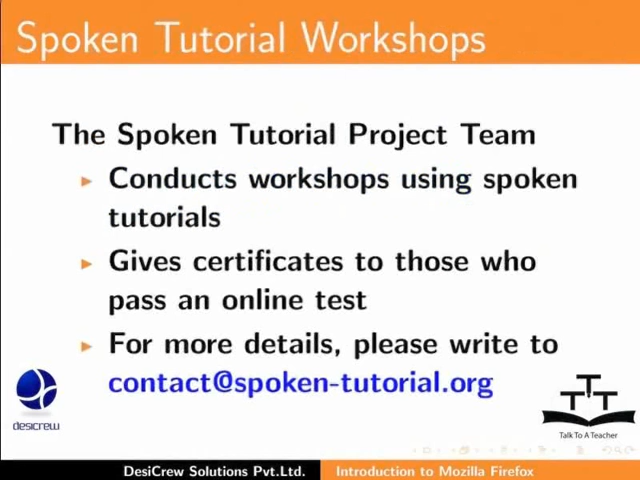 Spoken Tutorial Workshops
The Spoken Tutorial Project Team
Conducts workshops using spoken
tutorials
Gives certificates to those who
pass an online test
For more details, please write to
contact@spoken-tutorial.org
desicrew
TTT
Talk To A Teacher
DesiCrew Solutions Pvt.Ltd. Introduction to Mozilla Firefox